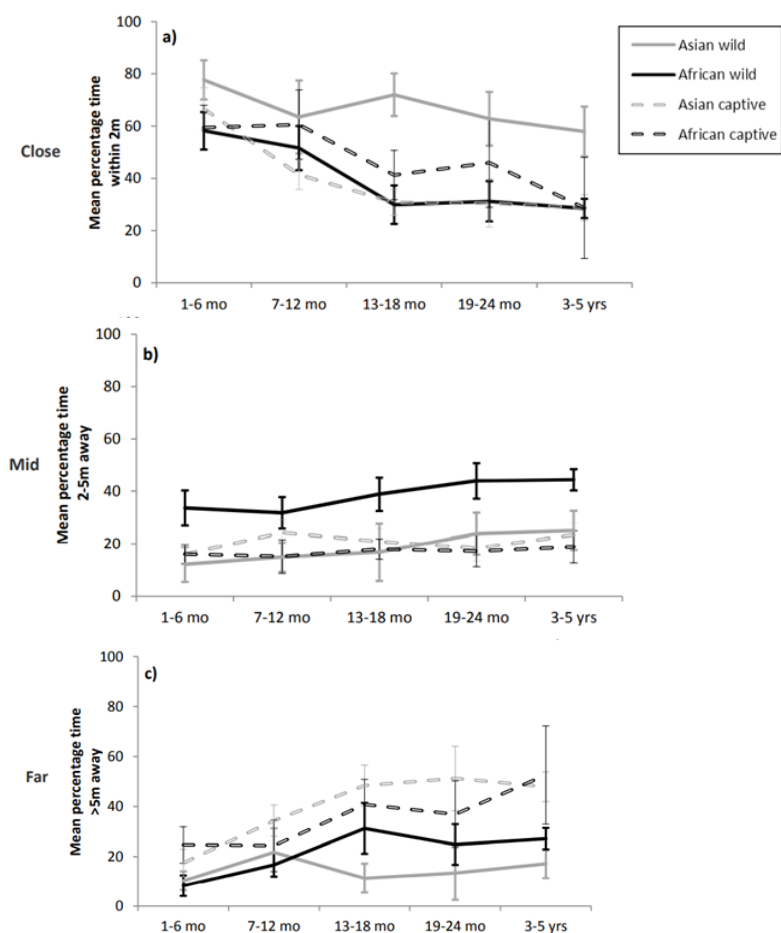 100
a)
80
60
40
20
0
Close
Mean percentage time
within 2m
1-6 mo
7-12 mo
13-18 mo
19-24 mo
3-5 yrs
Asian wild
African wild
Asian captive
African captive
100
b)
80
60
40
20
0
Mid
Mean percentage time
2-5m away
1-6 mo
7-12 mo
13-18 mo
19-24 mo
3-5 yrs
100
c)
80
60
40
20
0
Far
Mean percentage time
>5m away
1-6 mo
7-12 mo
13-18 mo
19-24 mo
3-5 yrs